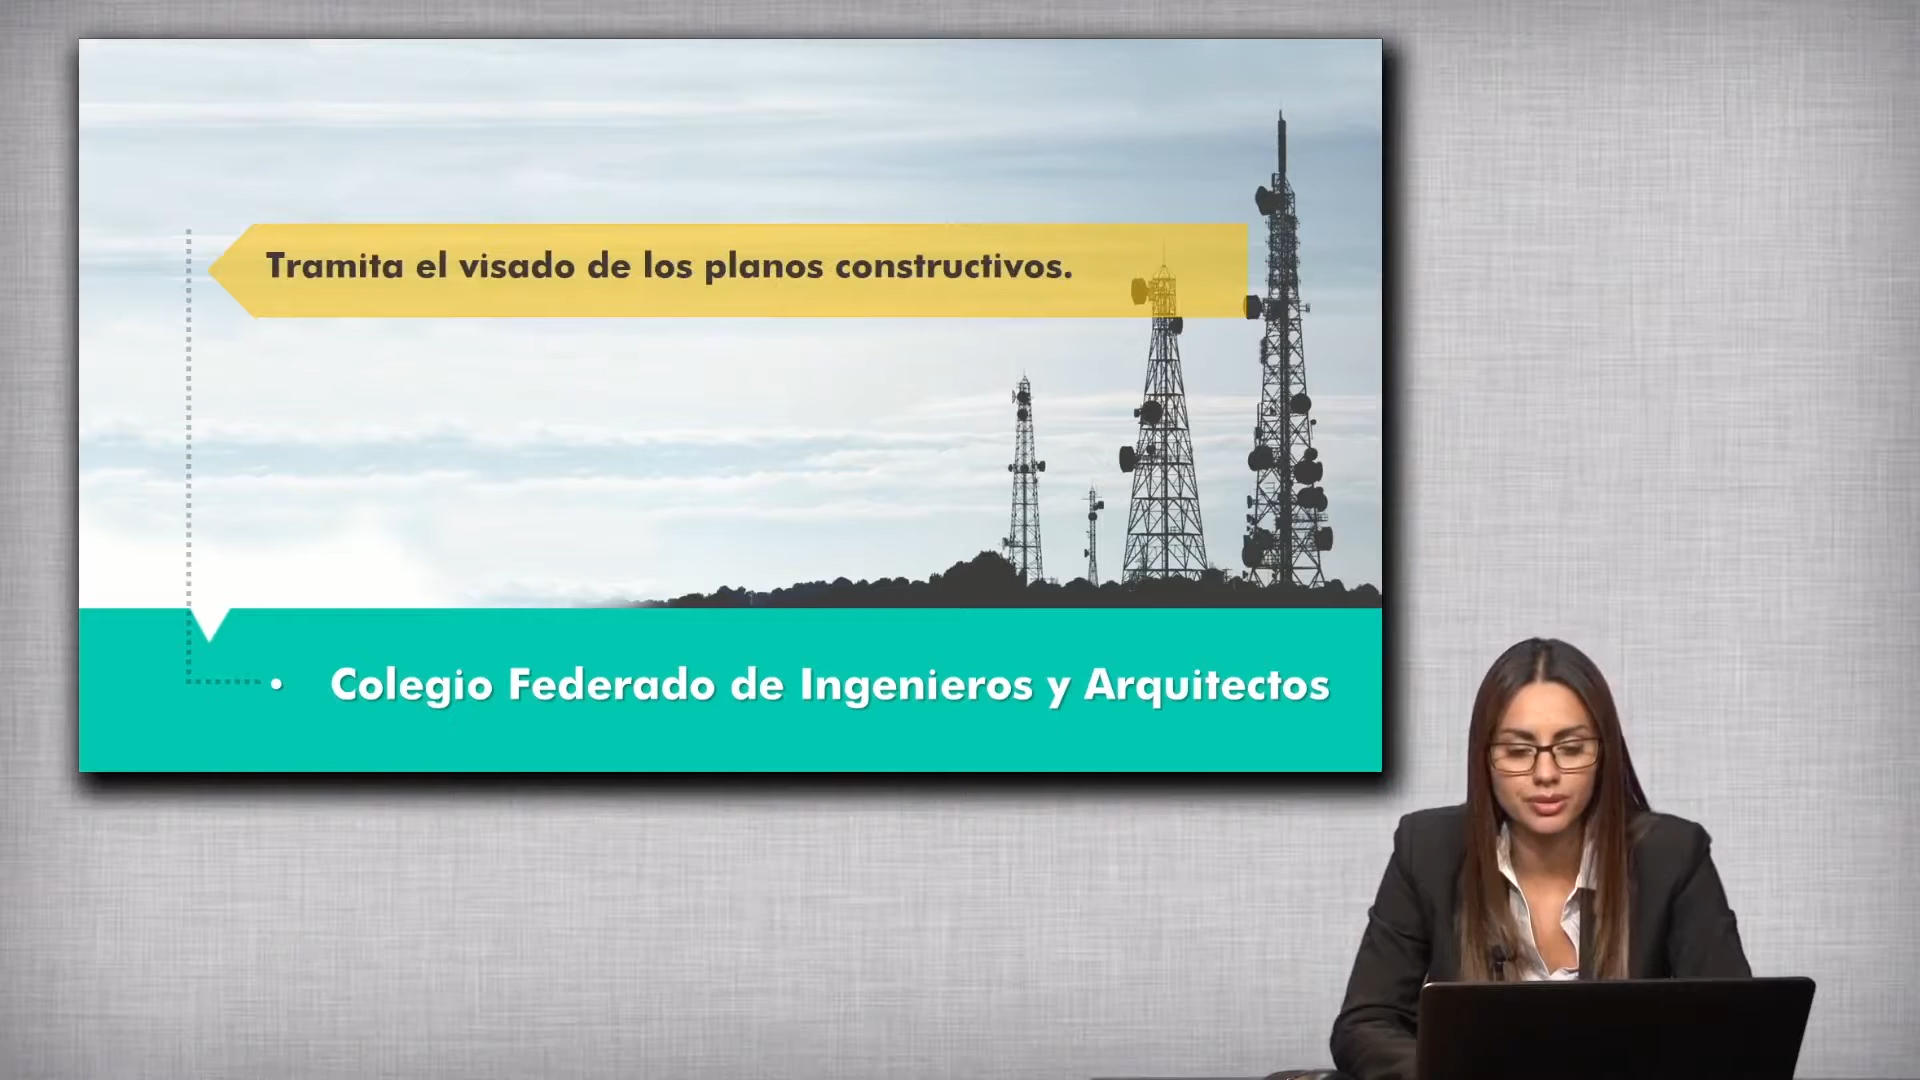 Tramita el visado de los planos constructivos.
• Colegio Federado de Ingenieros y Arquitectos